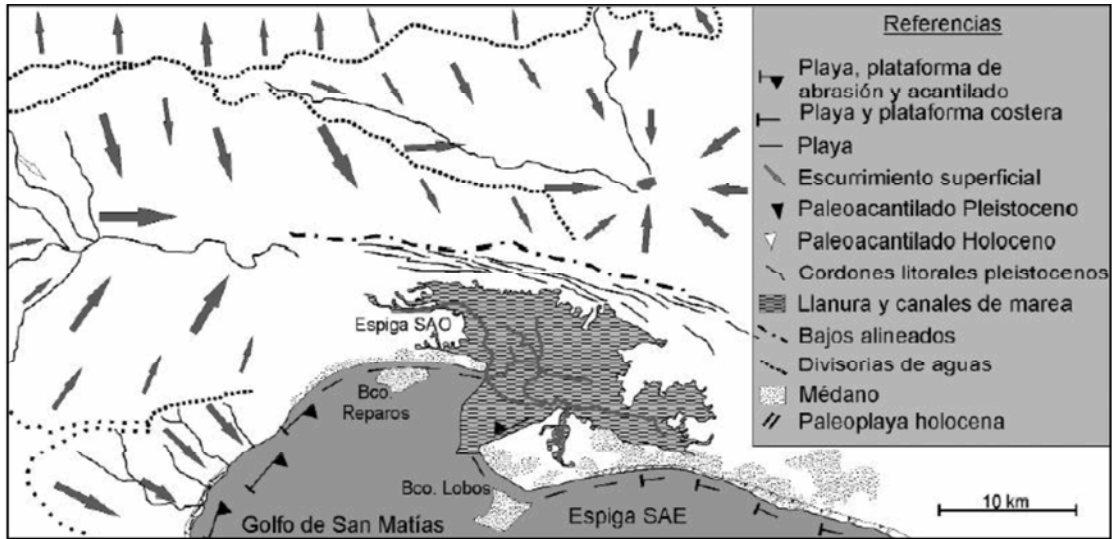 Referencias
Playa, plataforma de
abrasión y acantilado
Playa y plataforma costera
Playa
Escurrimiento superficial
Paleoacantilado Pleistoceno
Paleoacantilado Holoceno
Cordones litorales pleistocenos
Llanura y canales de marea
Bajos alineados
Divisorias de aguas
Médano
Paleoplaya holocena
Espiga SAO
Bco.
Reparos
Bco. Lobos
Golfo de San Matías
Espiga SAE
10 km